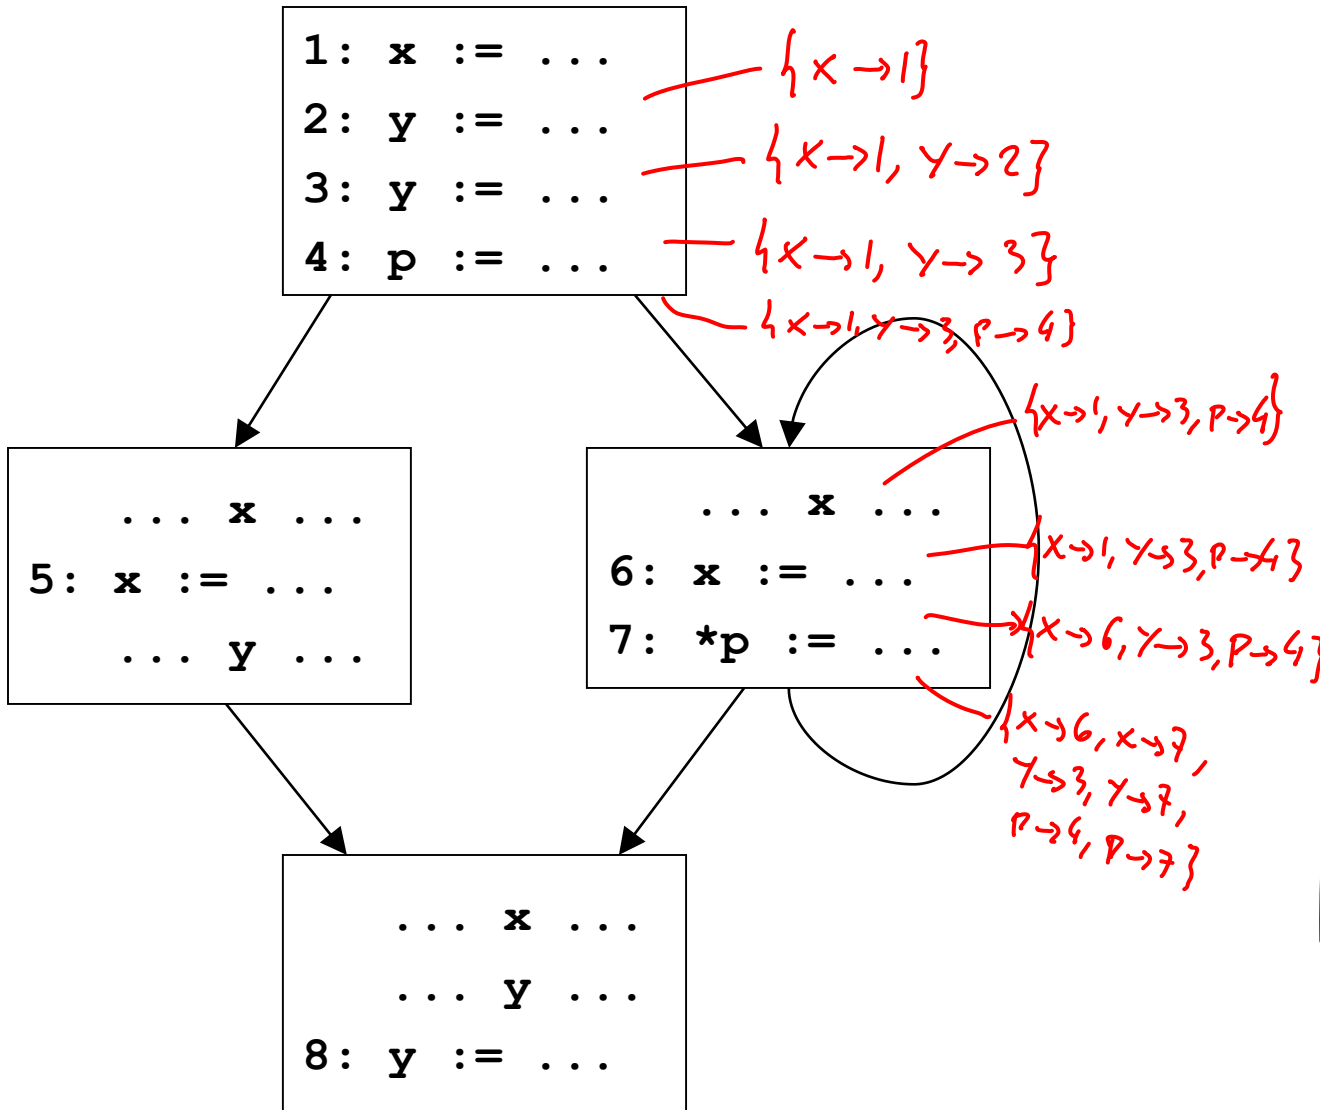 1: x := ...
{x→1}
2: y := ...
{x→1, y→2}
3: y := ...
{x→1, y→3}
4: p := ...
{x→1, y→3, p→4}
... x ...
5: x := ...
... y ...
{x→1, y→3, p→4}
... x ...
{x→1, y→3, p→4}
6: x := ...
{x→6, y→3, p→4}
7: *p := ...
{x→6, x→7,
y→3, y→7,
p→4, p→7}
... x ...
... y ...
8: y := ...